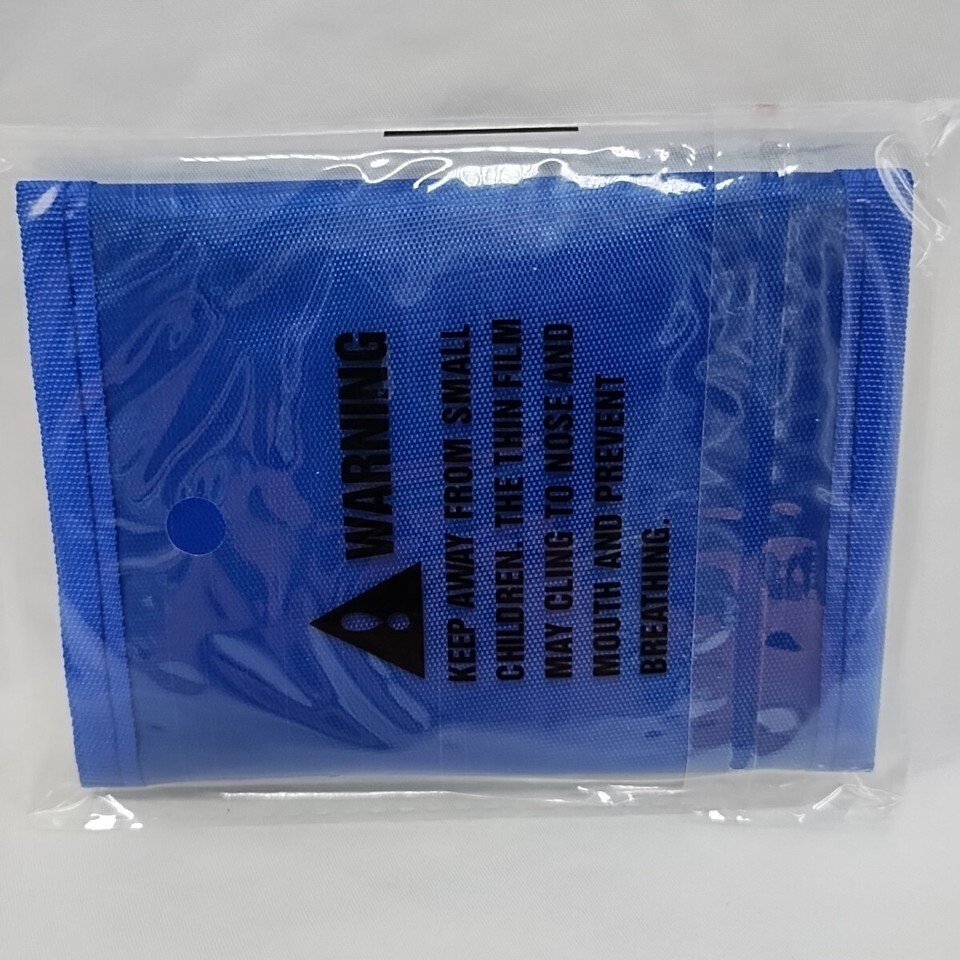 WARNING
KEEP AWAY FROM SMALL
CHILDREN. THE THIN FILM
MAY CLING TO NOSE AND
MOUTH AND PREVENT
BREATHING.